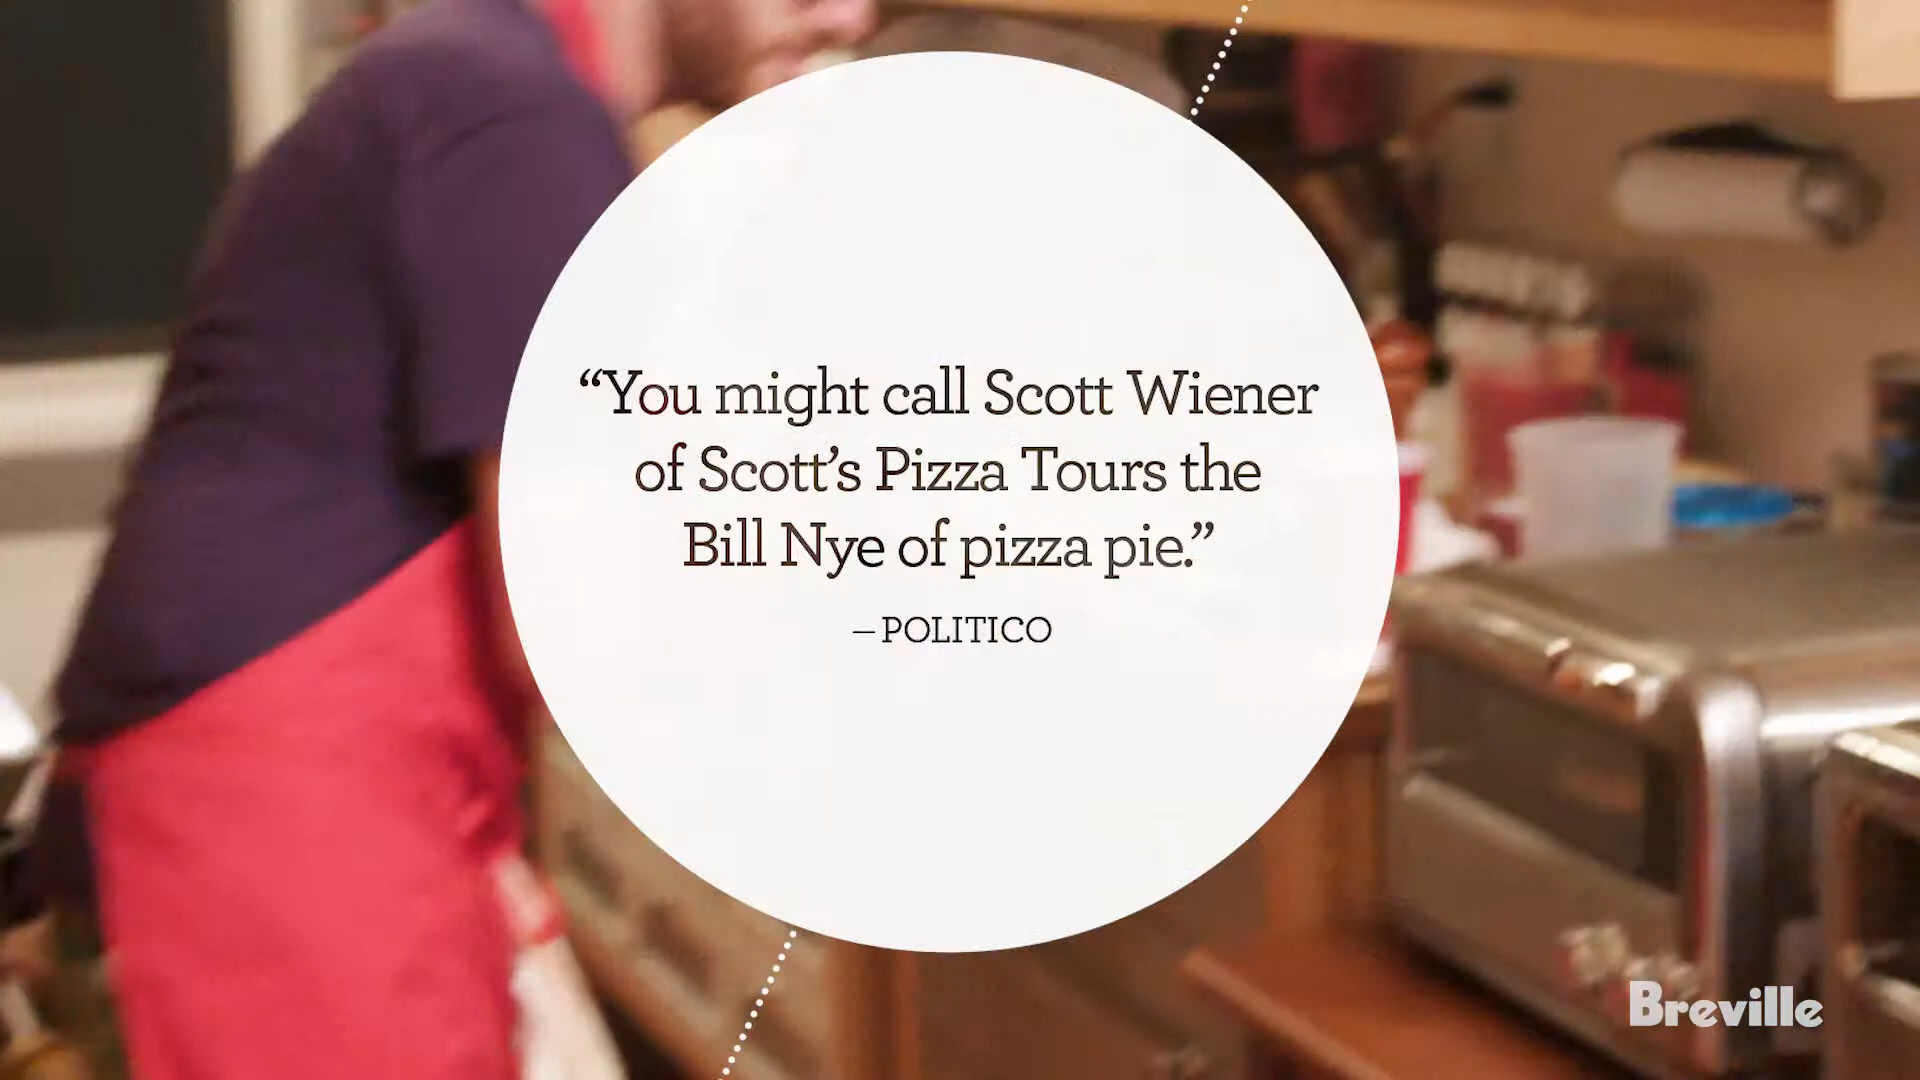 “You might call Scott Wiener
of Scott’s Pizza Tours the
Bill Nye of pizza pie.”
– POLITICO
Breville